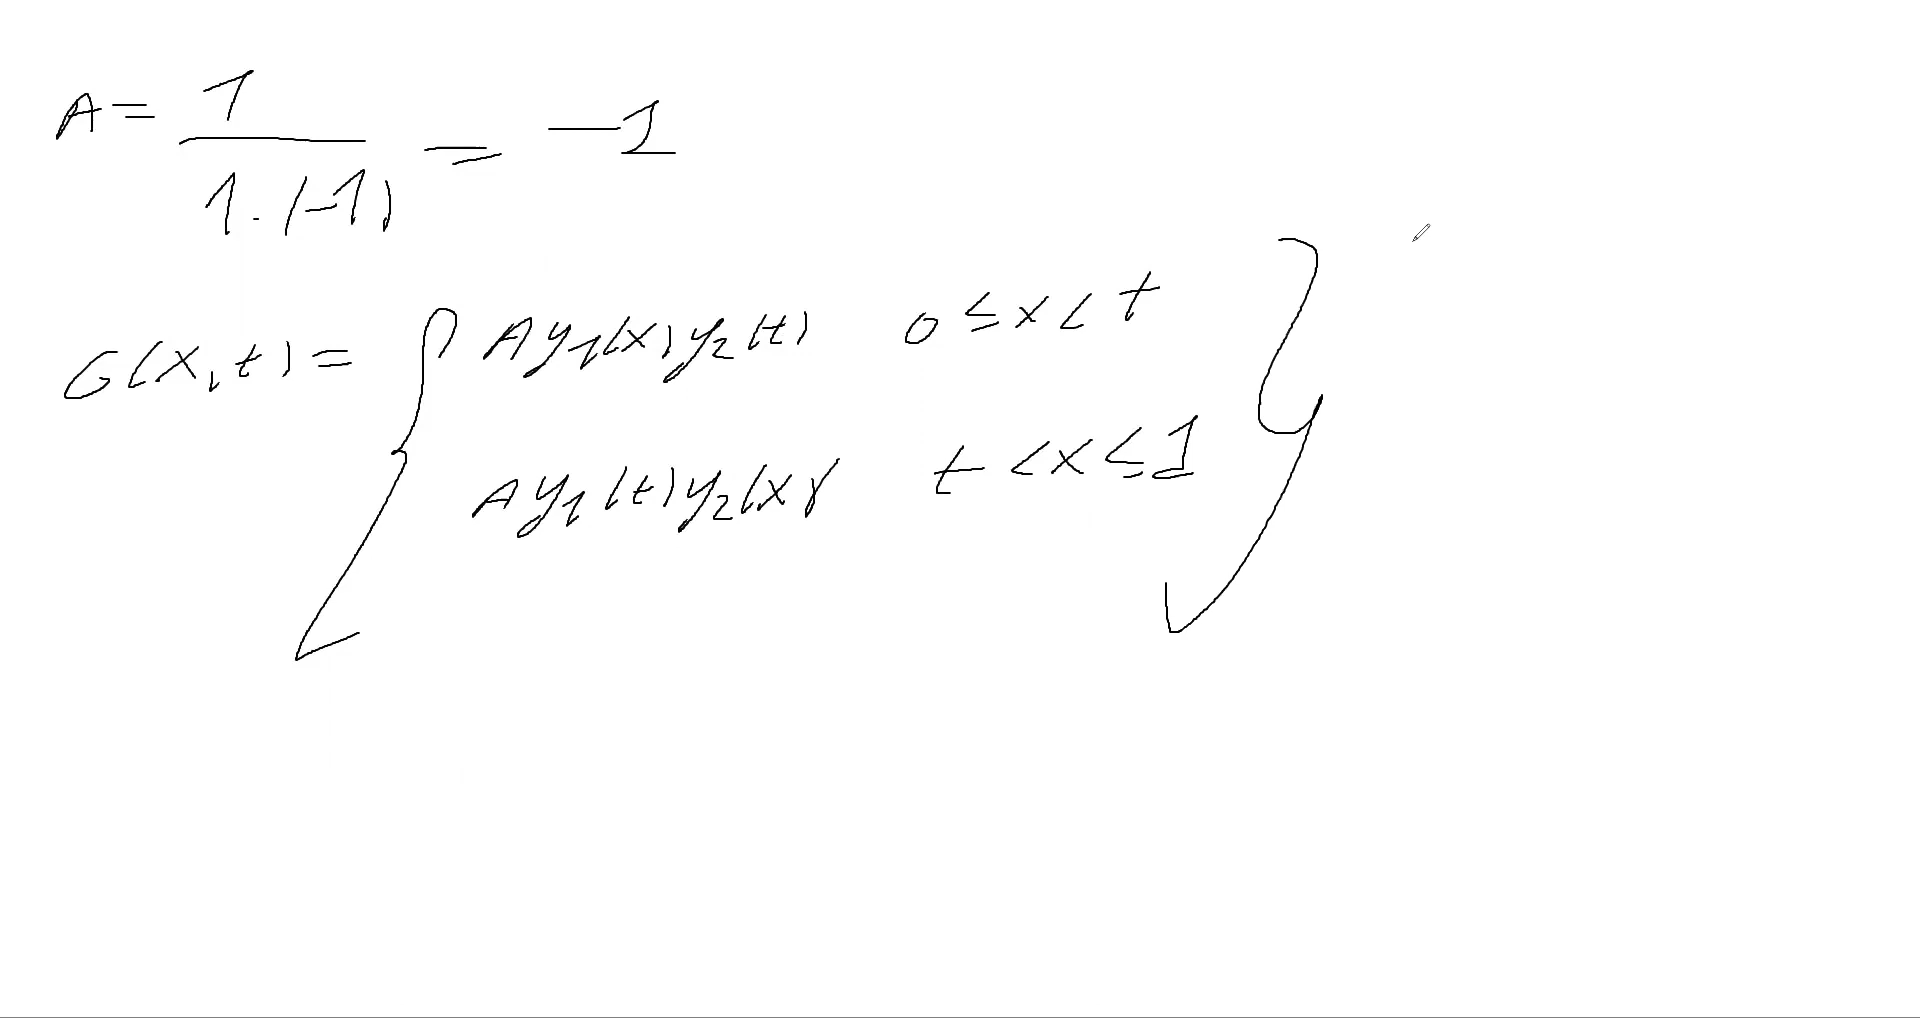 A = 1 / 1.(-1) = -1
G(x,t) = { Ay₁(x)y₂(t) 0 ≤ x < t
Ay₁(t)y₂(x) t < x ≤ 1 }